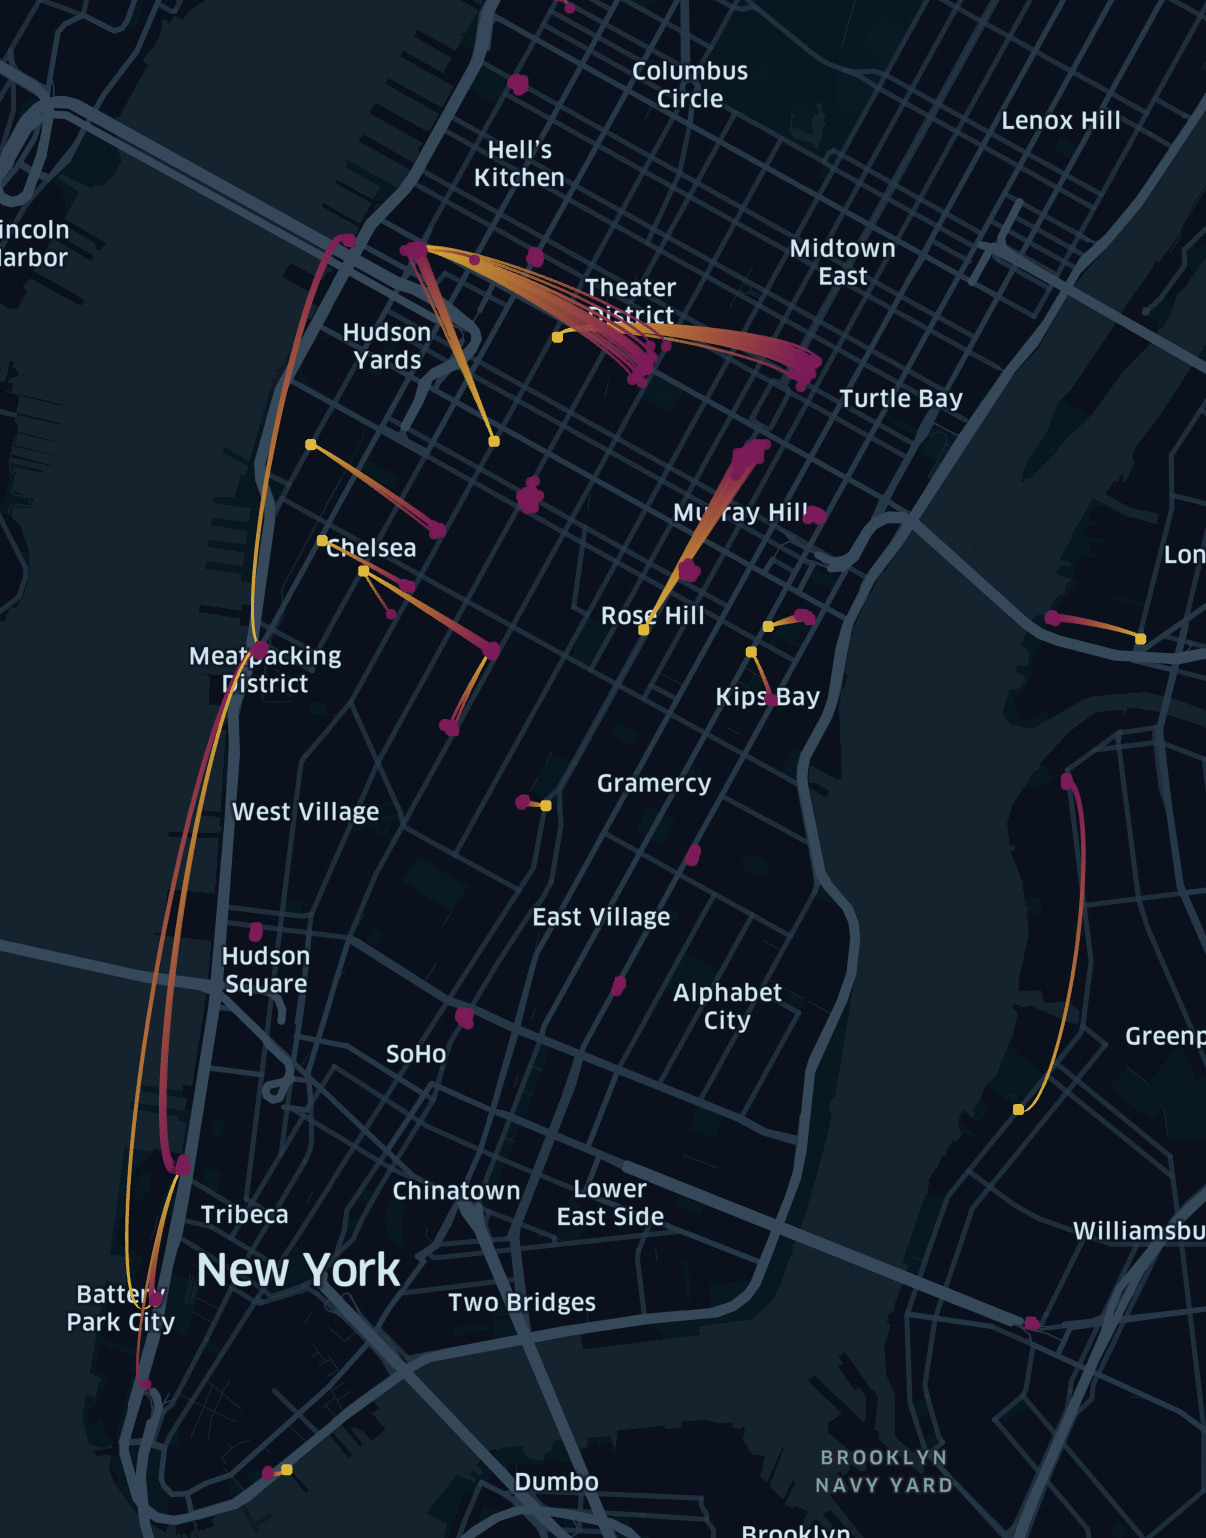 Columbus
Circle
Lenox Hill
Hell's
Kitchen
incoln
Harbor
Midtown
East
Theater
District
Hudson
Yards
Turtle Bay
Murray Hill
Chelsea
Lon
Rose Hill
Meatpacking
District
Kips Bay
Gramercy
West Village
East Village
Hudson
Square
Alphabet
City
SoHo
Greenp
Chinatown
Lower
East Side
Tribeca
Williamsbu
New York
Battery
Park City
Two Bridges
BROOKLYN
NAVY YARD
Dumbo
Brooklyn